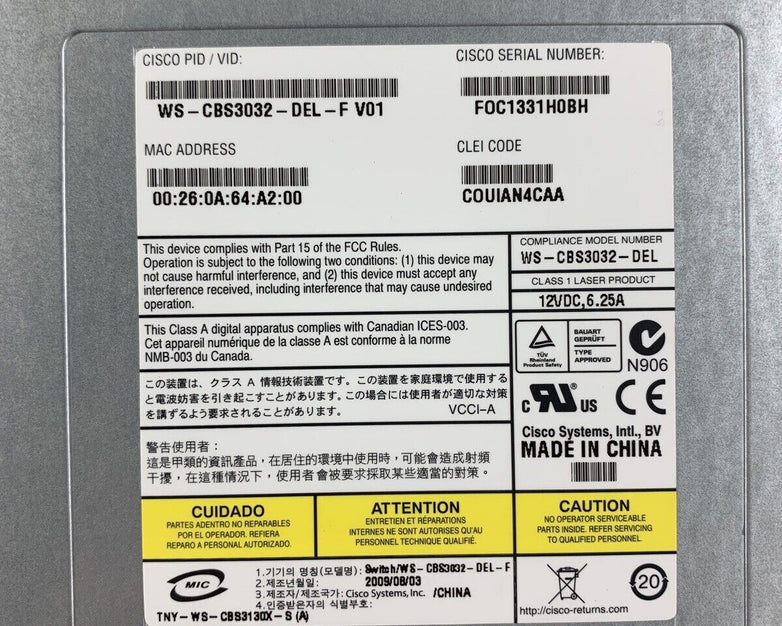 CISCO PID / VID:
WS-CBS3032-DEL-F V01
CISCO SERIAL NUMBER:
FOC1331H0BH
MAC ADDRESS
00:26:0A:64:A2:00
CLEI CODE
COUIAN4CAA
This device complies with Part 15 of the FCC Rules.
Operation is subject to the following two conditions: (1) this device may
not cause harmful interference, and (2) this device must accept any
interference received, including interference that may cause undesired
operation.
COMPLIANCE MODEL NUMBER
WS-CBS3032-DEL
CLASS 1 LASER PRODUCT
12VDC,6.25A
This Class A digital apparatus complies with Canadian ICES-003.
Cet appareil numérique de la classe A est conforme à la norme
NMB-003 du Canada.
TÜV
Rheinland
Product Safety
BAUART
GEPRÜFT
TYPE
APPROVED
N906
この装置は、クラス A 情報技術装置です。この装置を家庭環境で使用する
と電波妨害を引き起こすことがあります。この場合には使用者が適切な対策
を講ずるよう要求されることがあります。 VCCI-A
c RU ® US CE
Cisco Systems, Intl., BV
MADE IN CHINA
警告使用者：
這是甲類的資訊產品，在居住的環境中使用時，可能會造成射頻
干擾，在這種情況下，使用者會被要求採取某些適當的對策。
CUIDADO
PARTES ADENTRO NO REPARABLES
POR EL OPERADOR. REFIERA
REPARO A PERSONAL AUTORIZADO.
ATTENTION
ENTRETIEN ET RÉPARATIONS
INTERNES NE SONT AUTORISES QU'AU
PERSONNEL TECHNIQUE QUALIFIÉ.
CAUTION
NO OPERATOR SERVICEABLE
PARTS INSIDE. REFER SERVICING
TO QUALIFIED PERSONNEL.
MIC
1.기기의 명칭(모델명): Switch/WS-CBS3032-DEL-F
2.제조년월일: 2009/08/03
3.제조자/제조국가: Cisco Systems, Inc. /CHINA
4.인증받은자의 식별부호:
TNY-WS-CBS3130X-S (A)
20
http://cisco-returns.com